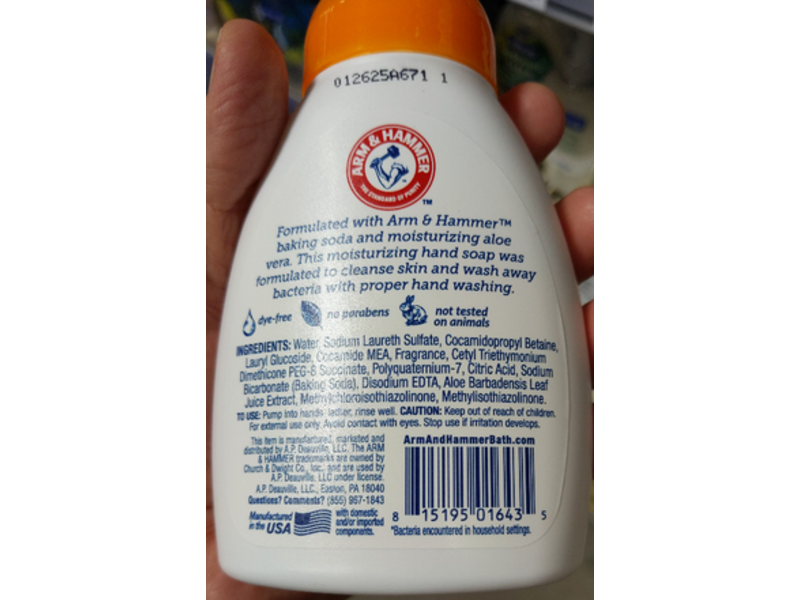 012625A671 1
ARM & HAMMER
THE STANDARD OF PURITY
TM
Formulated with Arm & Hammer™
baking soda and moisturizing aloe
vera. This moisturizing hand soap was
formulated to cleanse skin and wash away
bacteria with proper hand washing.
dye-free no parabens not tested
on animals
INGREDIENTS: Water, Sodium Laureth Sulfate, Cocamidopropyl Betaine,
Lauryl Glucoside, Cocamide MEA, Fragrance, Cetyl Triethymonium
Dimethicone PEG-8 Succinate, Polyquaternium-7, Citric Acid, Sodium
Bicarbonate (Baking Soda), Disodium EDTA, Aloe Barbadensis Leaf
Juice Extract, Methylchloroisothiazolinone, Methylisothiazolinone.
TO USE: Pump into hands, lather, rinse well. CAUTION: Keep out of reach of children.
For external use only. Avoid contact with eyes. Stop use if irritation develops.
This item is manufactured, marketed and
distributed by A.P. Deauville, LLC. The ARM
& HAMMER trademarks are owned by
Church & Dwight Co., Inc., and are used by
A.P. Deauville, LLC under license.
A.P. Deauville, LLC., Easton, PA 18040
Questions? Comments? (855) 967-1843
Manufactured
in the USA
with domestic
and/or imported
components.
ArmAndHammerBath.com
8 15195 01643 5
*Bacteria encountered in household settings.